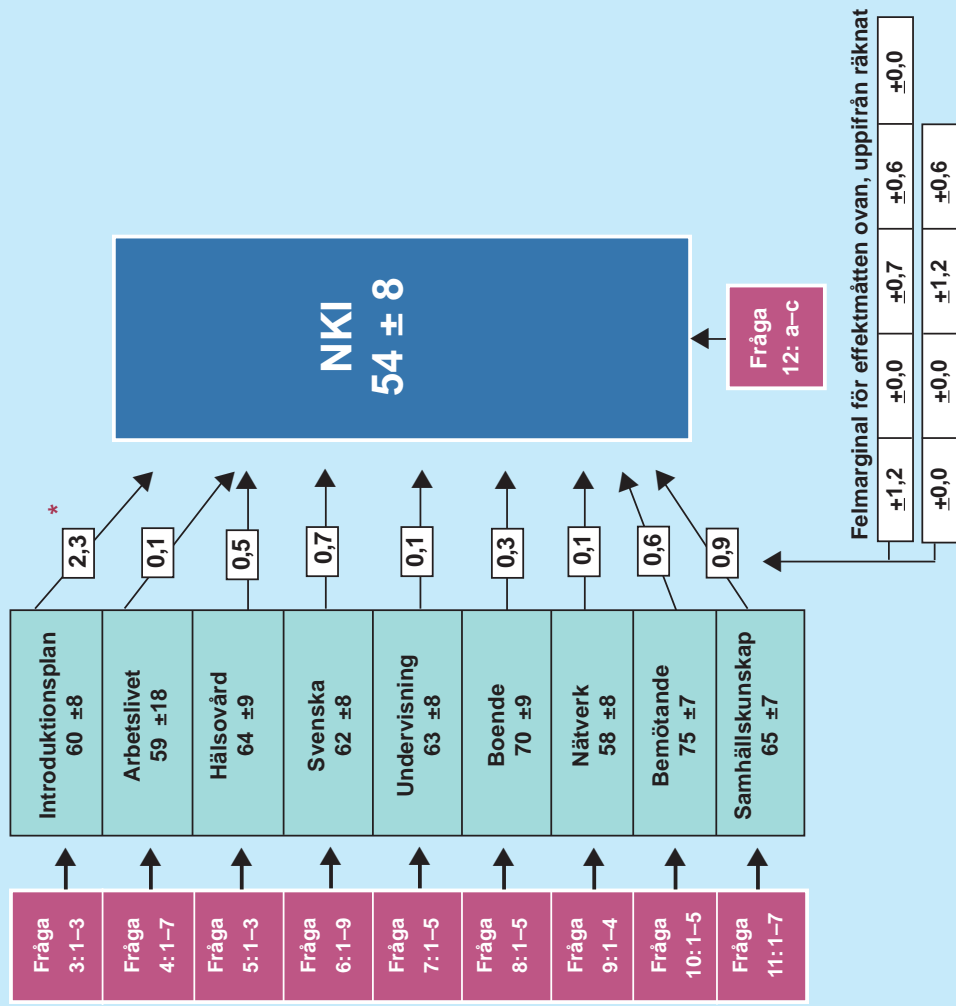 Fråga
3: 1–3
Introduktionsplan
60 ±8
2,3
*
Fråga
4: 1–7
Arbetslivet
59 ±18
0,1
Fråga
5: 1–3
Hälsovård
64 ±9
0,5
Fråga
6: 1–9
Svenska
62 ±8
0,7
Fråga
7: 1–5
Undervisning
63 ±8
0,1
Fråga
8: 1–5
Boende
70 ±9
0,3
Fråga
9: 1–4
Nätverk
58 ±8
0,1
Fråga
10: 1–5
Bemötande
75 ±7
0,6
Fråga
11: 1–7
Samhällskunskap
65 ±7
0,9
NKI
54 ± 8
Fråga
12: a–c
Felmarginal för effektmåtten ovan, uppifrån räknat
±1,2 ±0,0 ±0,7 ±0,6 ±0,0
±0,0 ±0,0 ±1,2 ±0,6